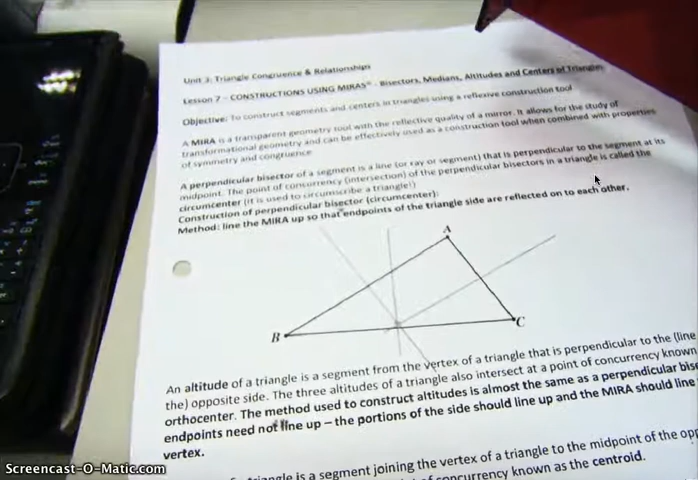 Unit 3: Triangle Congruence & Relationships
Lesson 7 – CONSTRUCTIONS USING MIRAS™ - Bisectors, Medians, Altitudes and Centers of Triangles
Objective: To construct segments and centers in triangles using a reflexive construction tool
A MIRA is a transparent geometry tool with the reflective quality of a mirror. It allows for the study of
transformational geometry and can be effectively used as a construction tool when combined with properties
of symmetry and congruence
A perpendicular bisector of a segment is a line (or ray or segment) that is perpendicular to the segment at its
midpoint. The point of concurrency (intersection) of the perpendicular bisectors in a triangle is called the
circumcenter (it is used to circumscribe a triangle!)
Construction of perpendicular bisector (circumcenter):
Method: line the MIRA up so that endpoints of the triangle side are reflected on to each other.
A
B
C
An altitude of a triangle is a segment from the vertex of a triangle that is perpendicular to the (line
the) opposite side. The three altitudes of a triangle also intersect at a point of concurrency known
orthocenter. The method used to construct altitudes is almost the same as a perpendicular
endpoints need not line up – the portions of the side should line up and the MIRA should line
vertex.
triangle is a segment joining the vertex of a triangle to the midpoint of the
concurrency known as the centroid.
Screencast-O-Matic.com